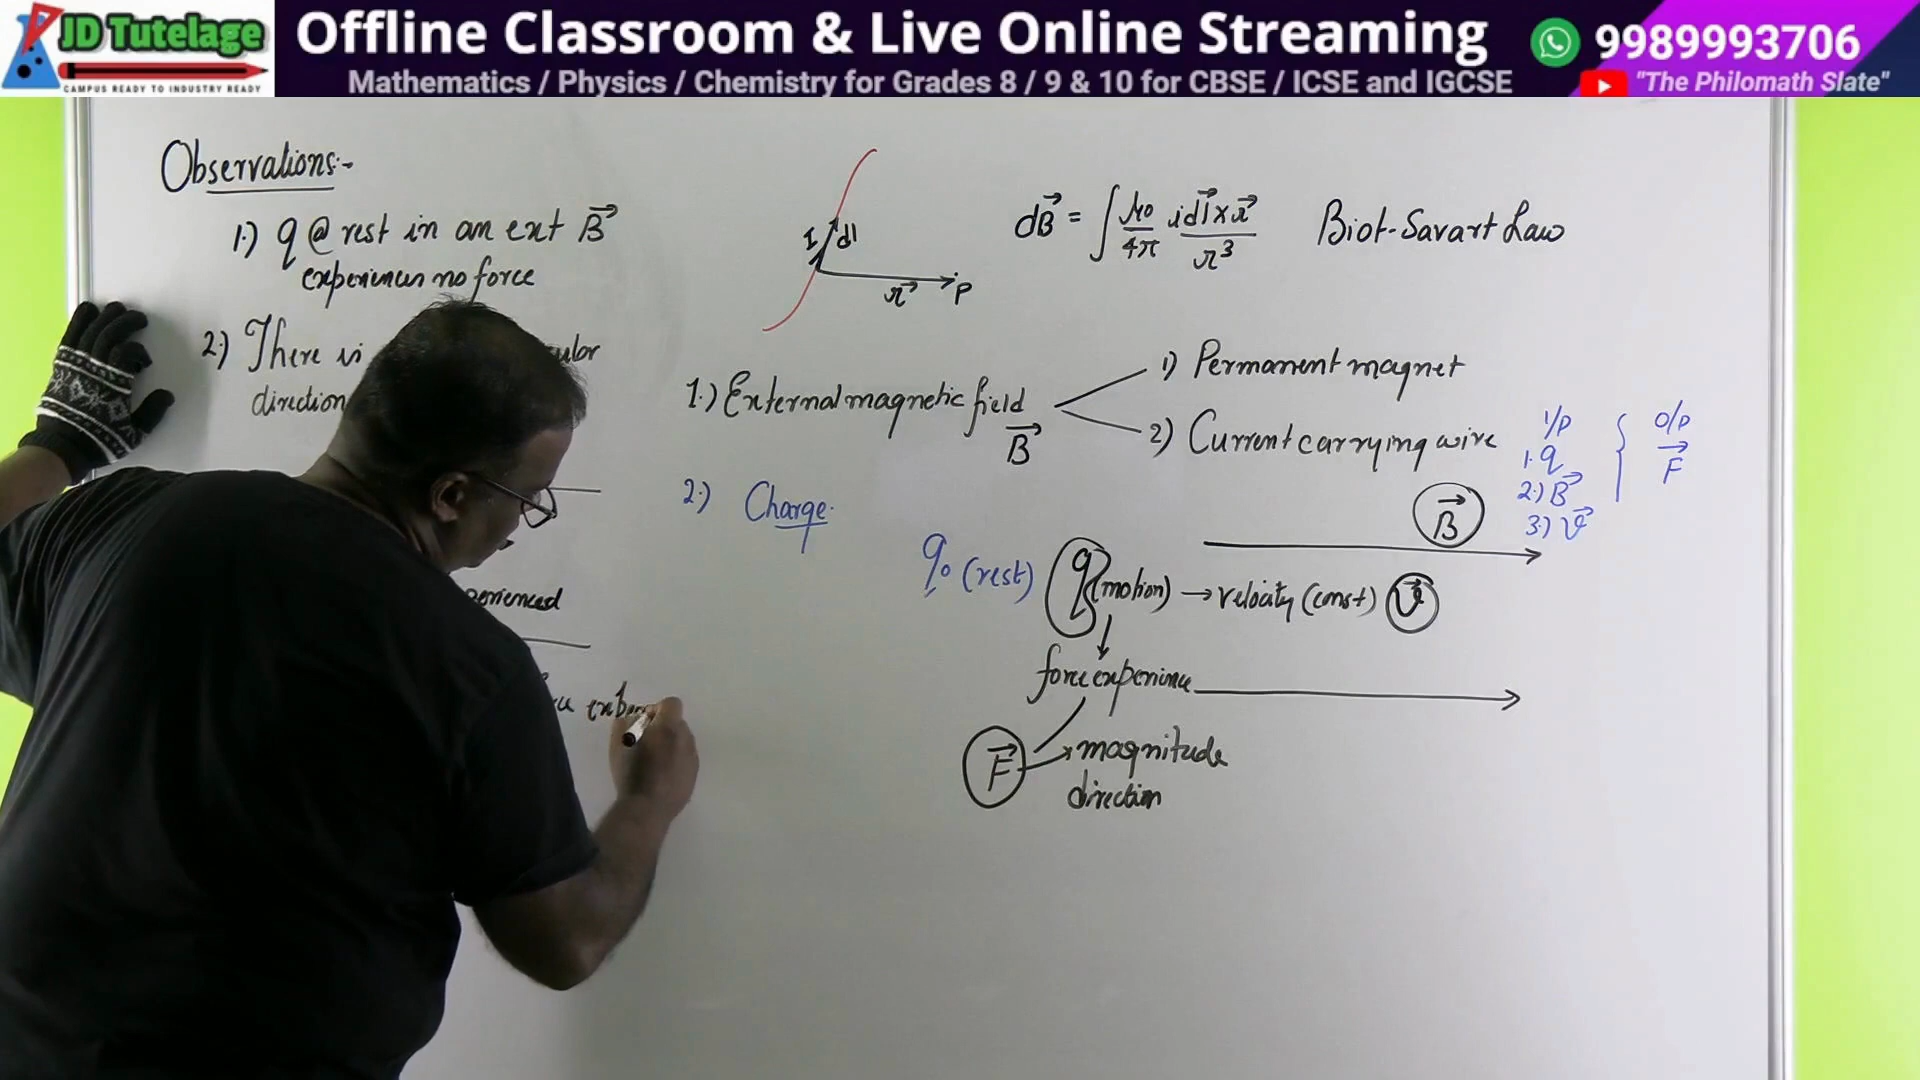 JD Tutelage
CAMPUS READY TO INDUSTRY READY
Offline Classroom & Live Online Streaming
Mathematics / Physics / Chemistry for Grades 8 / 9 & 10 for CBSE / ICSE and IGCSE
9989993706
"The Philomath Slate"
Observations:-
1.) q @ rest in an ext B⃗
experiences no force
2.) There is
direction
I dl
r⃗ P
dB⃗ = ∫ μ0/4π i dl⃗ × r⃗ / r³ Biot-Savart Law
1.) External magnetic field
B⃗
1) Permanent magnet
2) Current carrying wire
I/P
1. q
2.) B⃗
3.) v⃗
O/P
F⃗
2.) Charge
B⃗
q0 (rest) q (motion) → velocity (const) v⃗
force experience
F⃗ magnitude
direction